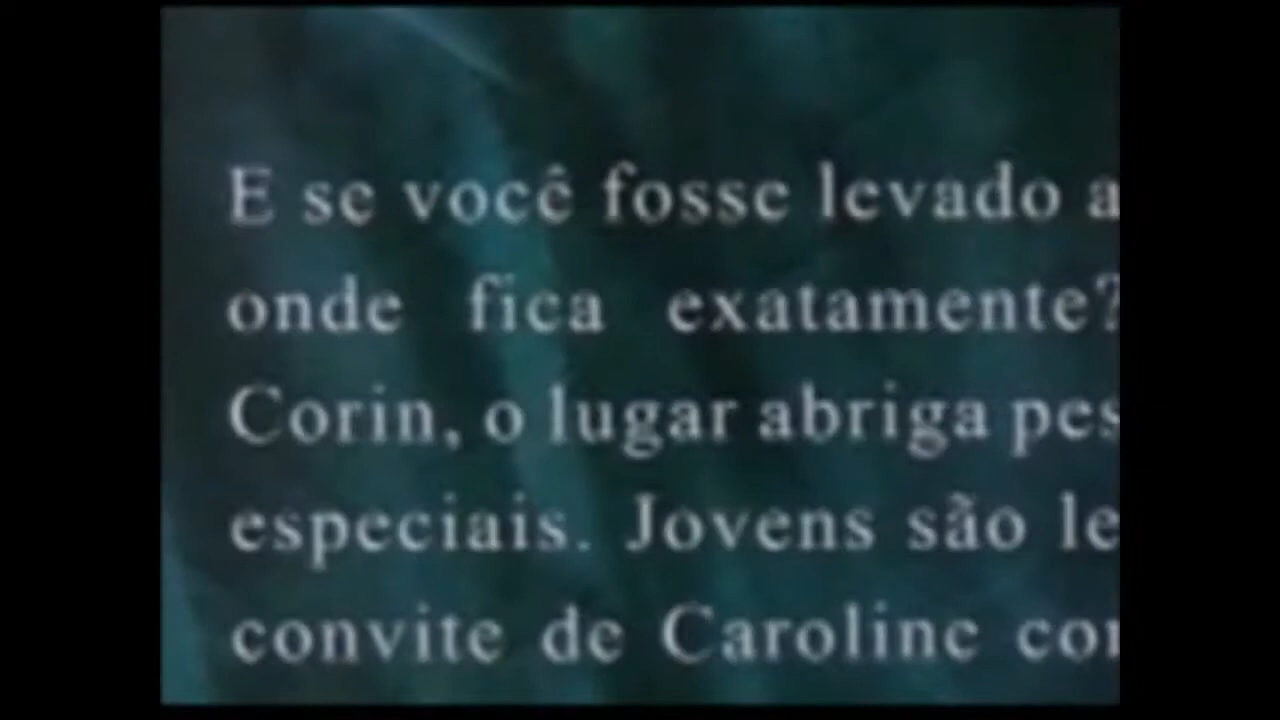 E se você fosse levado a
onde fica exatamente?
Corin, o lugar abriga pes
especiais. Jovens são le
convite de Caroline co